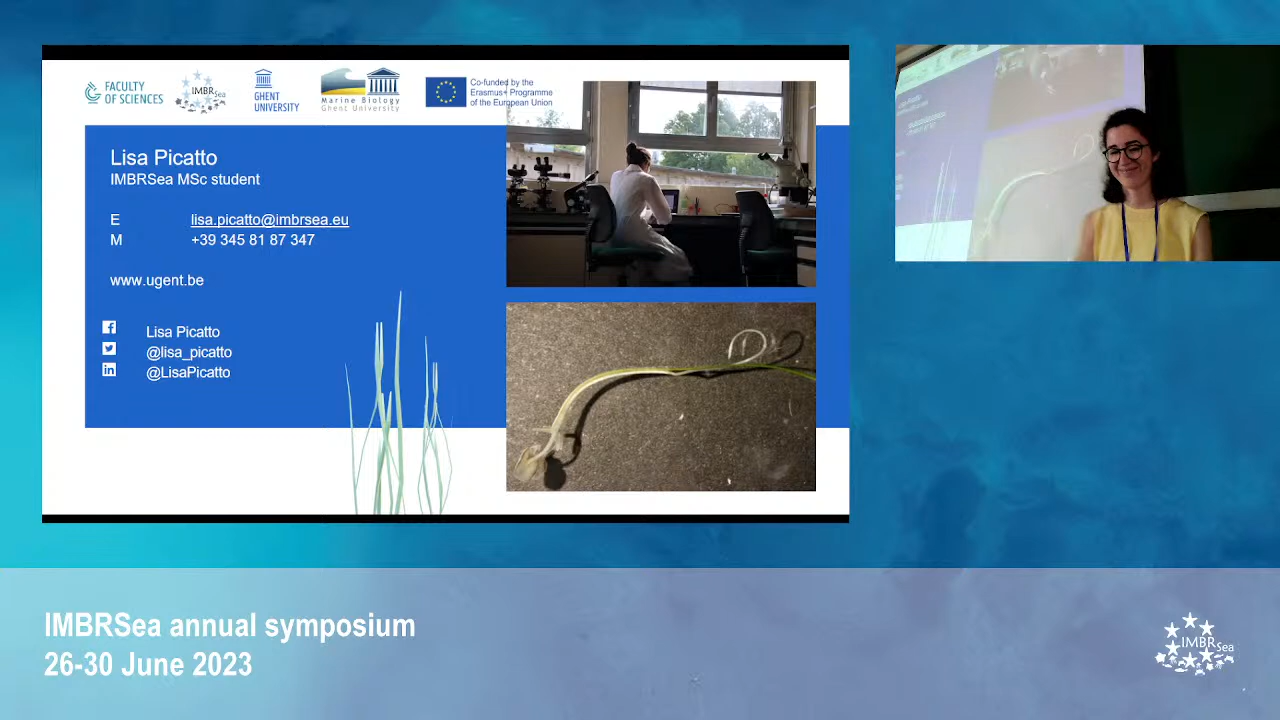 FACULTY
OF SCIENCES
IMBRSea
GHENT
UNIVERSITY
Marine Biology
Ghent University
Co-funded by the
Erasmus+ Programme
of the European Union
Lisa Picatto
IMBRSea MSc student
E lisa.picatto@imbrsea.eu
M +39 345 81 87 347
www.ugent.be
Lisa Picatto
@lisa_picatto
in @LisaPicatto
IMBRSea annual symposium
26-30 June 2023
IMBRSea